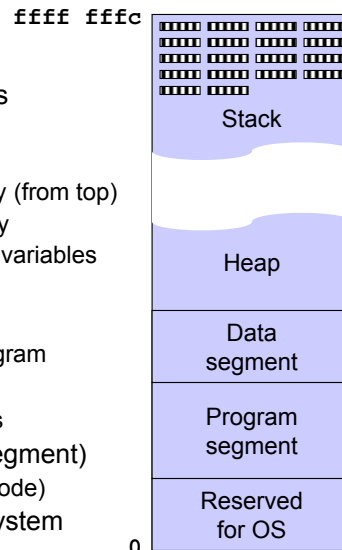 ffff fffc
s
Stack
y (from top)
y
variables
Heap
Data
segment
gram
Program
segment
s
egment)
ode)
Reserved
for OS
ystem
0